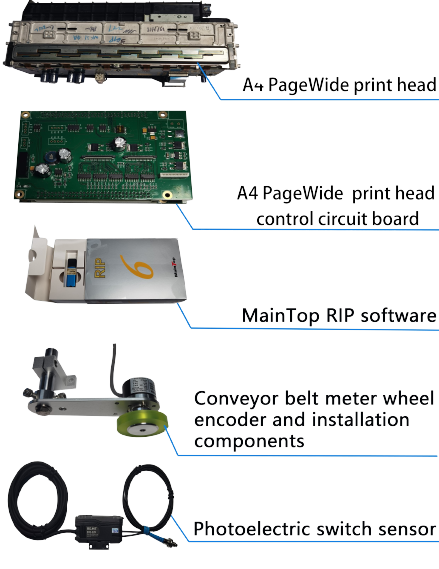 A4 PageWide print head
A4 PageWide print head
control circuit board
RIP
6
MainTop
MainTop RIP software
Conveyor belt meter wheel
encoder and installation
components
Photoelectric switch sensor